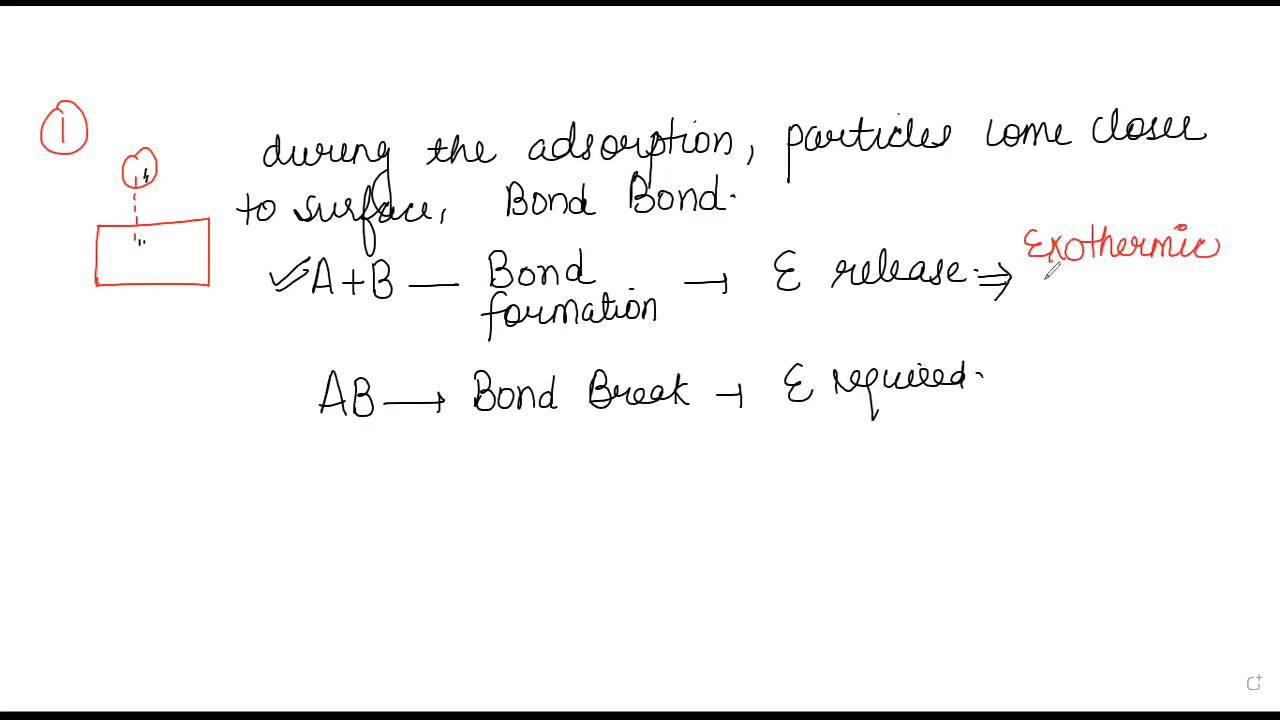 1
during the adsorption, particles come closer
to surface, Bond Bond.
Exothermic
✓A+B — Bond formation → E release. ⇒
AB → Bond Break → E required.